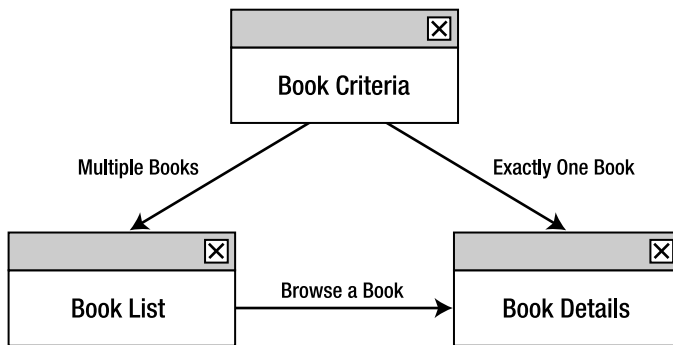 Book Criteria
Multiple Books
Exactly One Book
Book List
Browse a Book
Book Details